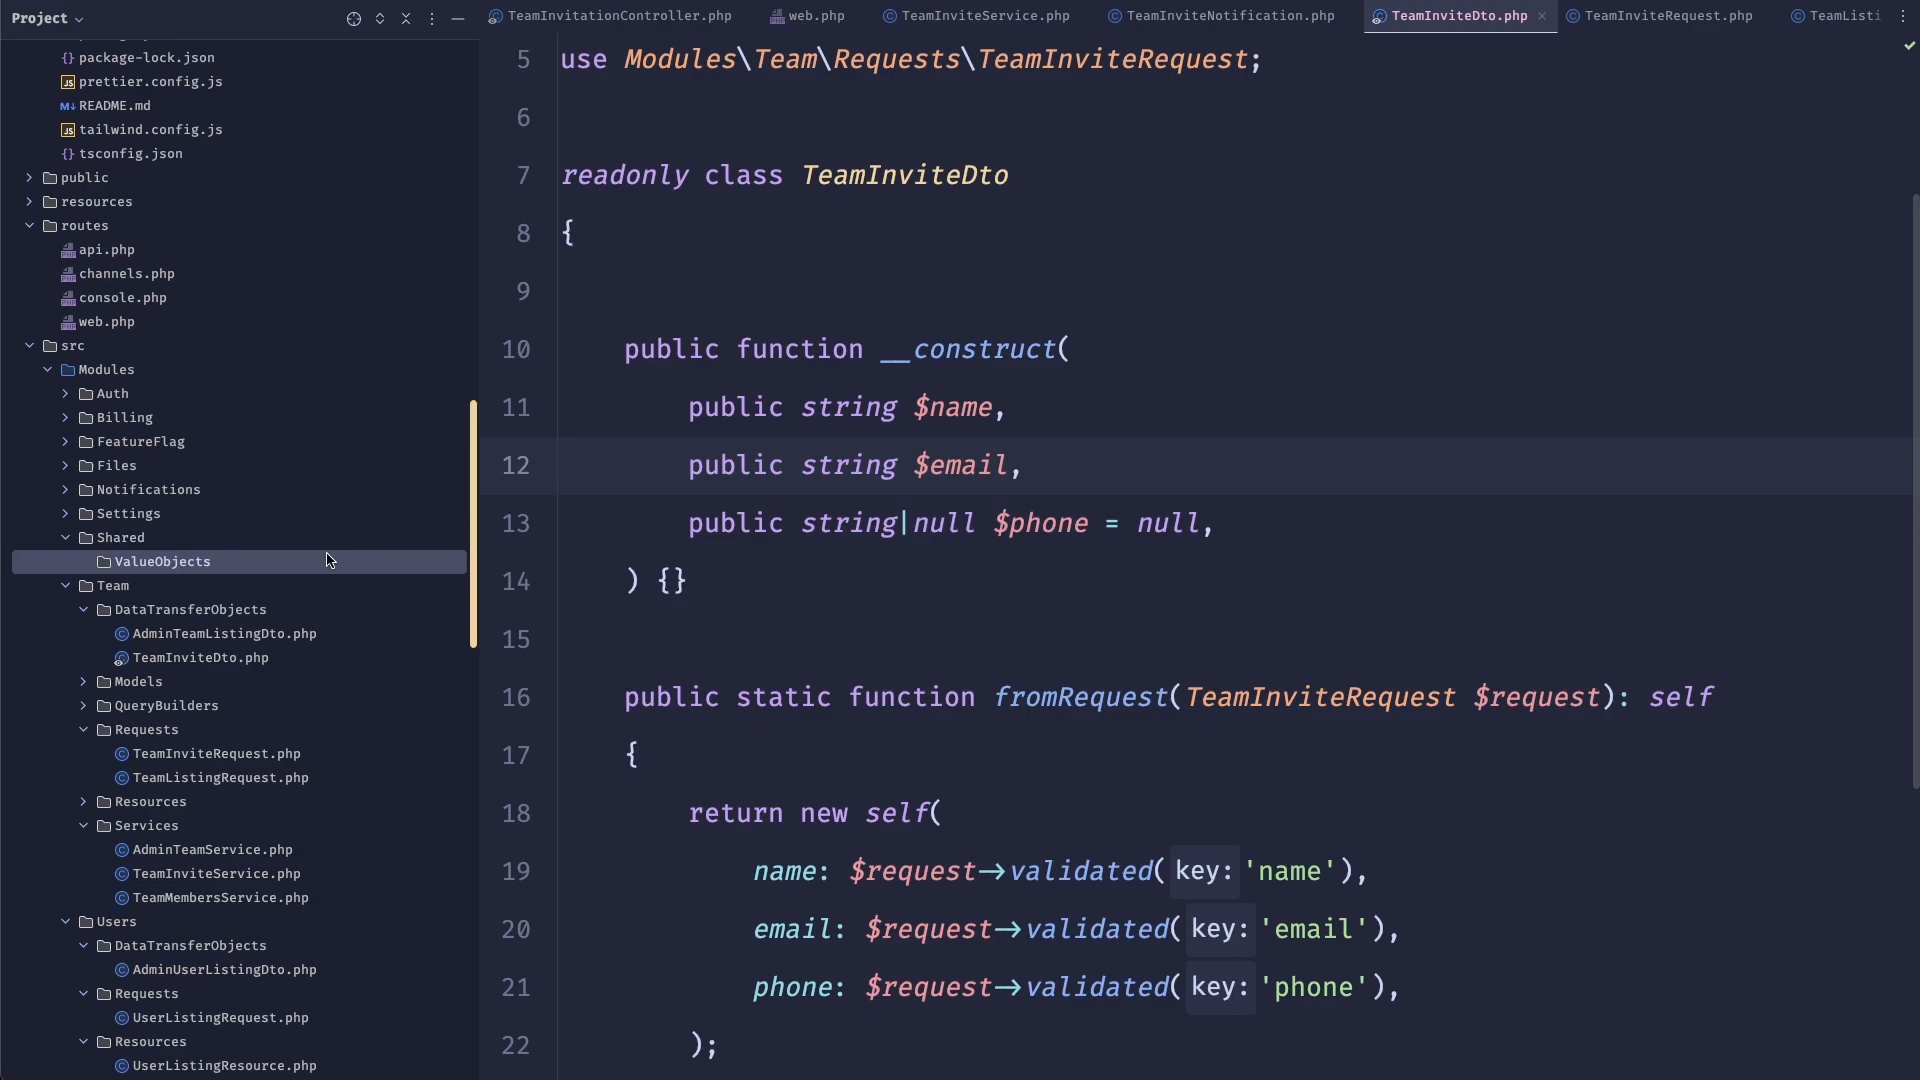 Project
TeamInvitationController.php
web.php
TeamInviteService.php
TeamInviteNotification.php
TeamInviteDto.php
TeamInviteRequest.php
TeamListi
package-lock.json
prettier.config.js
README.md
tailwind.config.js
tsconfig.json
public
resources
routes
api.php
channels.php
console.php
web.php
src
Modules
Auth
Billing
FeatureFlag
Files
Notifications
Settings
Shared
ValueObjects
Team
DataTransferObjects
AdminTeamListingDto.php
TeamInviteDto.php
Models
QueryBuilders
Requests
TeamInviteRequest.php
TeamListingRequest.php
Resources
Services
AdminTeamService.php
TeamInviteService.php
TeamMembersService.php
Users
DataTransferObjects
AdminUserListingDto.php
Requests
UserListingRequest.php
Resources
UserListingResource.php
5 use Modules\Team\Requests\TeamInviteRequest;
6
7 readonly class TeamInviteDto
8 {
9
10 public function __construct(
11 public string $name,
12 public string $email,
13 public string|null $phone = null,
14 ) {}
15
16 public static function fromRequest(TeamInviteRequest $request): self
17 {
18 return new self(
19 name: $request->validated( key: 'name'),
20 email: $request->validated( key: 'email'),
21 phone: $request->validated( key: 'phone'),
22 );